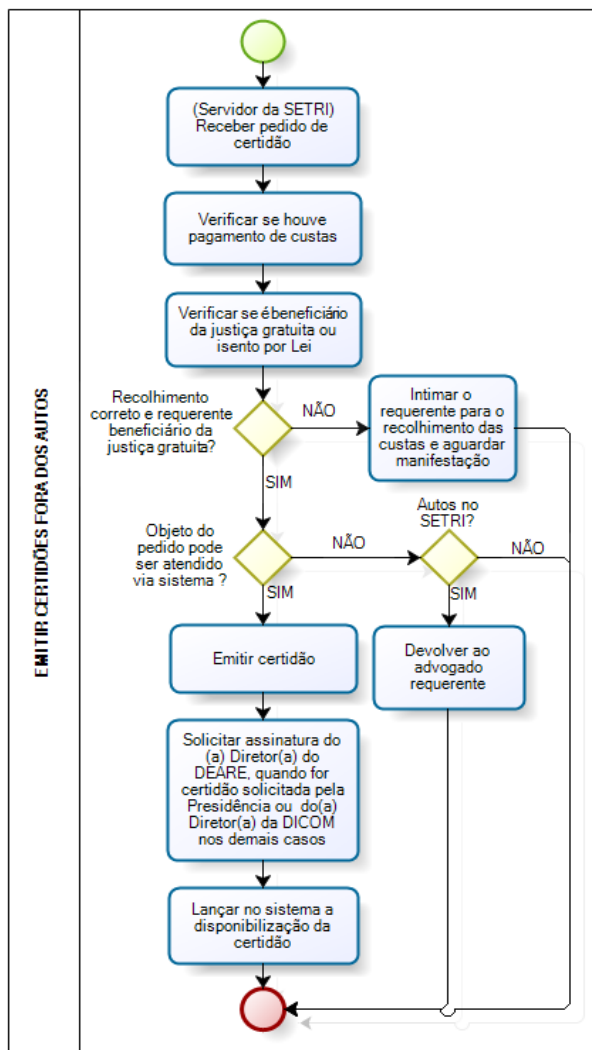 EMITIR CERTIDÕES FORA DOS AUTOS
(Servidor da SETRI)
Receber pedido de
certidão
Verificar se houve
pagamento de custas
Verificar se é beneficiário
da justiça gratuita ou
isento por Lei
Recolhimento
correto e requerente
beneficiário da
justiça gratuita?
NÃO
Intimar o
requerente para o
recolhimento das
custas e aguardar
manifestação
SIM
Objeto do
pedido pode
ser atendido
via sistema ?
NÃO
Autos no
SETRI?
NÃO
SIM
SIM
Emitir certidão
Devolver ao
advogado
requerente
Solicitar assinatura do
(a) Diretor(a) do
DEARE, quando for
certidão solicitada pela
Presidência ou do(a)
Diretor(a) da DICOM
nos demais casos
Lançar no sistema a
disponibilização da
certidão